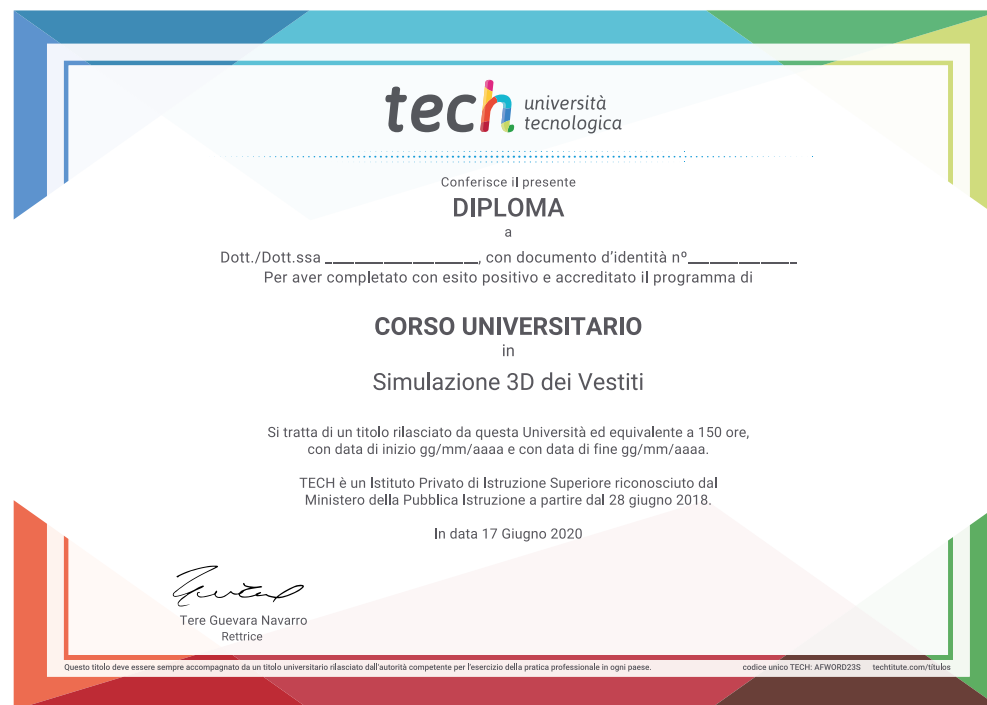 tech università
tecnologica
Conferisce il presente
DIPLOMA
a
Dott./Dott.ssa ____________________, con documento d'identità nº______________
Per aver completato con esito positivo e accreditato il programma di
CORSO UNIVERSITARIO
in
Simulazione 3D dei Vestiti
Si tratta di un titolo rilasciato da questa Università ed equivalente a 150 ore,
con data di inizio gg/mm/aaaa e con data di fine gg/mm/aaaa.
TECH è un Istituto Privato di Istruzione Superiore riconosciuto dal
Ministero della Pubblica Istruzione a partire dal 28 giugno 2018.
In data 17 Giugno 2020
Tere Guevara Navarro
Rettrice
Questo titolo deve essere sempre accompagnato da un titolo universitario rilasciato dall'autorità competente per l'esercizio della pratica professionale in ogni paese. codice unico TECH: AFWORD23S techtitute.com/títulos